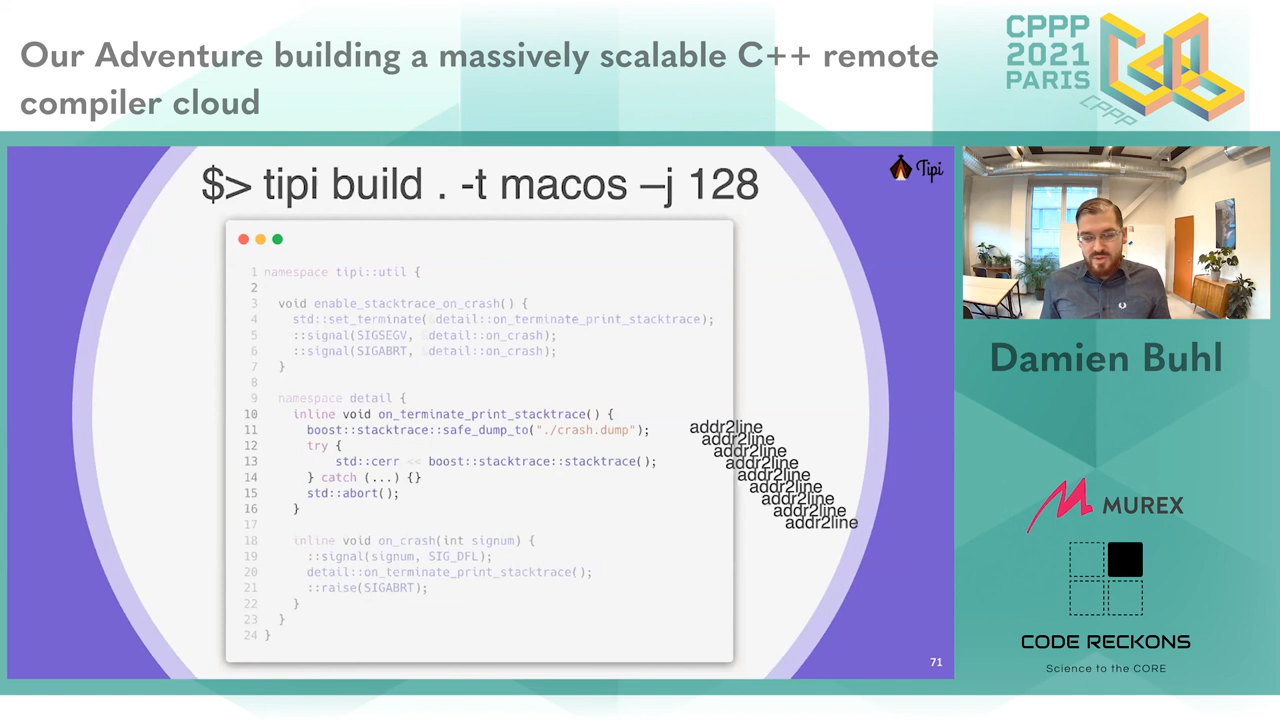 Our Adventure building a massively scalable C++ remote
compiler cloud
CPPP
2021
PARIS
CPPP
$> tipi build . -t macos –j 128
Tipi
1 namespace tipi::util {
2
3 void enable_stacktrace_on_crash() {
4 std::set_terminate(&detail::on_terminate_print_stacktrace);
5 ::signal(SIGSEGV, &detail::on_crash);
6 ::signal(SIGABRT, &detail::on_crash);
7 }
8
9 namespace detail {
10 inline void on_terminate_print_stacktrace() {
11 boost::stacktrace::safe_dump_to("./crash.dump");
12 try {
13 std::cerr << boost::stacktrace::stacktrace();
14 } catch (...) {}
15 std::abort();
16 }
17
18 inline void on_crash(int signum) {
19 ::signal(signum, SIG_DFL);
20 detail::on_terminate_print_stacktrace();
21 ::raise(SIGABRT);
22 }
23 }
24 }
addr2line
addr2line
addr2line
addr2line
addr2line
addr2line
addr2line
addr2line
addr2line
71
Damien Buhl
MUREX
CODE RECKONS
Science to the CORE